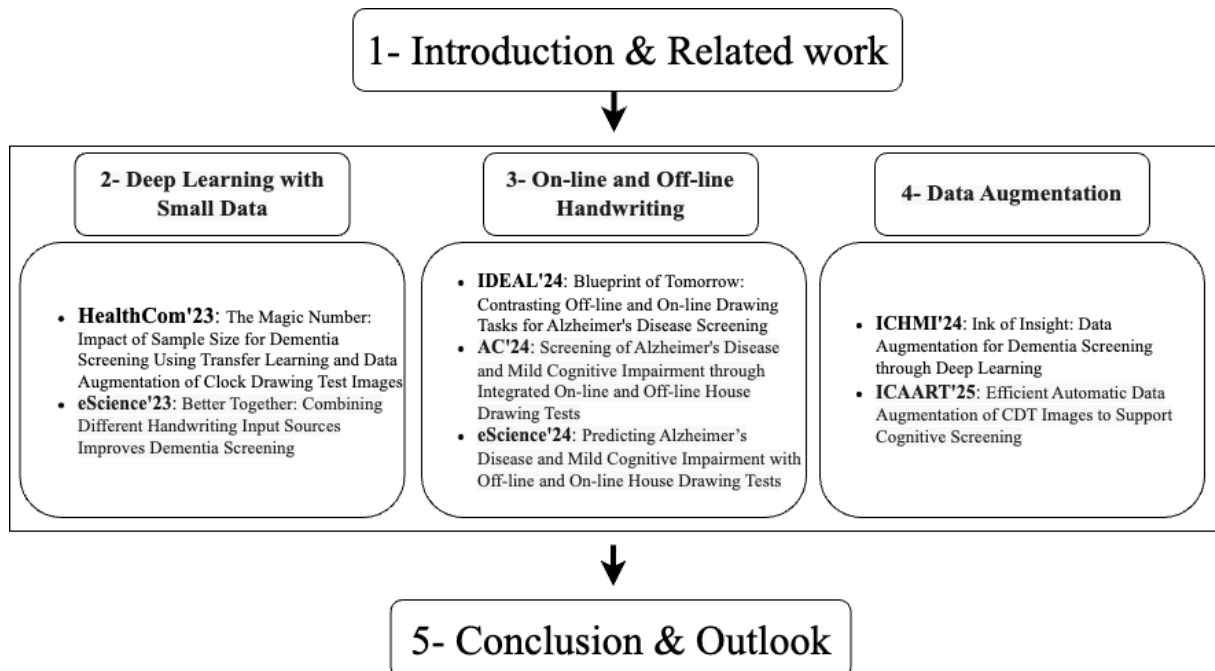 1- Introduction & Related work
2- Deep Learning with
Small Data
HealthCom'23: The Magic Number:
Impact of Sample Size for Dementia
Screening Using Transfer Learning and Data
Augmentation of Clock Drawing Test Images
eScience'23: Better Together: Combining
Different Handwriting Input Sources
Improves Dementia Screening
3- On-line and Off-line
Handwriting
IDEAL'24: Blueprint of Tomorrow:
Contrasting Off-line and On-line Drawing
Tasks for Alzheimer's Disease Screening
AC'24: Screening of Alzheimer's Disease
and Mild Cognitive Impairment through
Integrated On-line and Off-line House
Drawing Tests
eScience'24: Predicting Alzheimer’s
Disease and Mild Cognitive Impairment with
Off-line and On-line House Drawing Tests
4- Data Augmentation
ICHMI'24: Ink of Insight: Data
Augmentation for Dementia Screening
through Deep Learning
ICAART'25: Efficient Automatic Data
Augmentation of CDT Images to Support
Cognitive Screening
5- Conclusion & Outlook